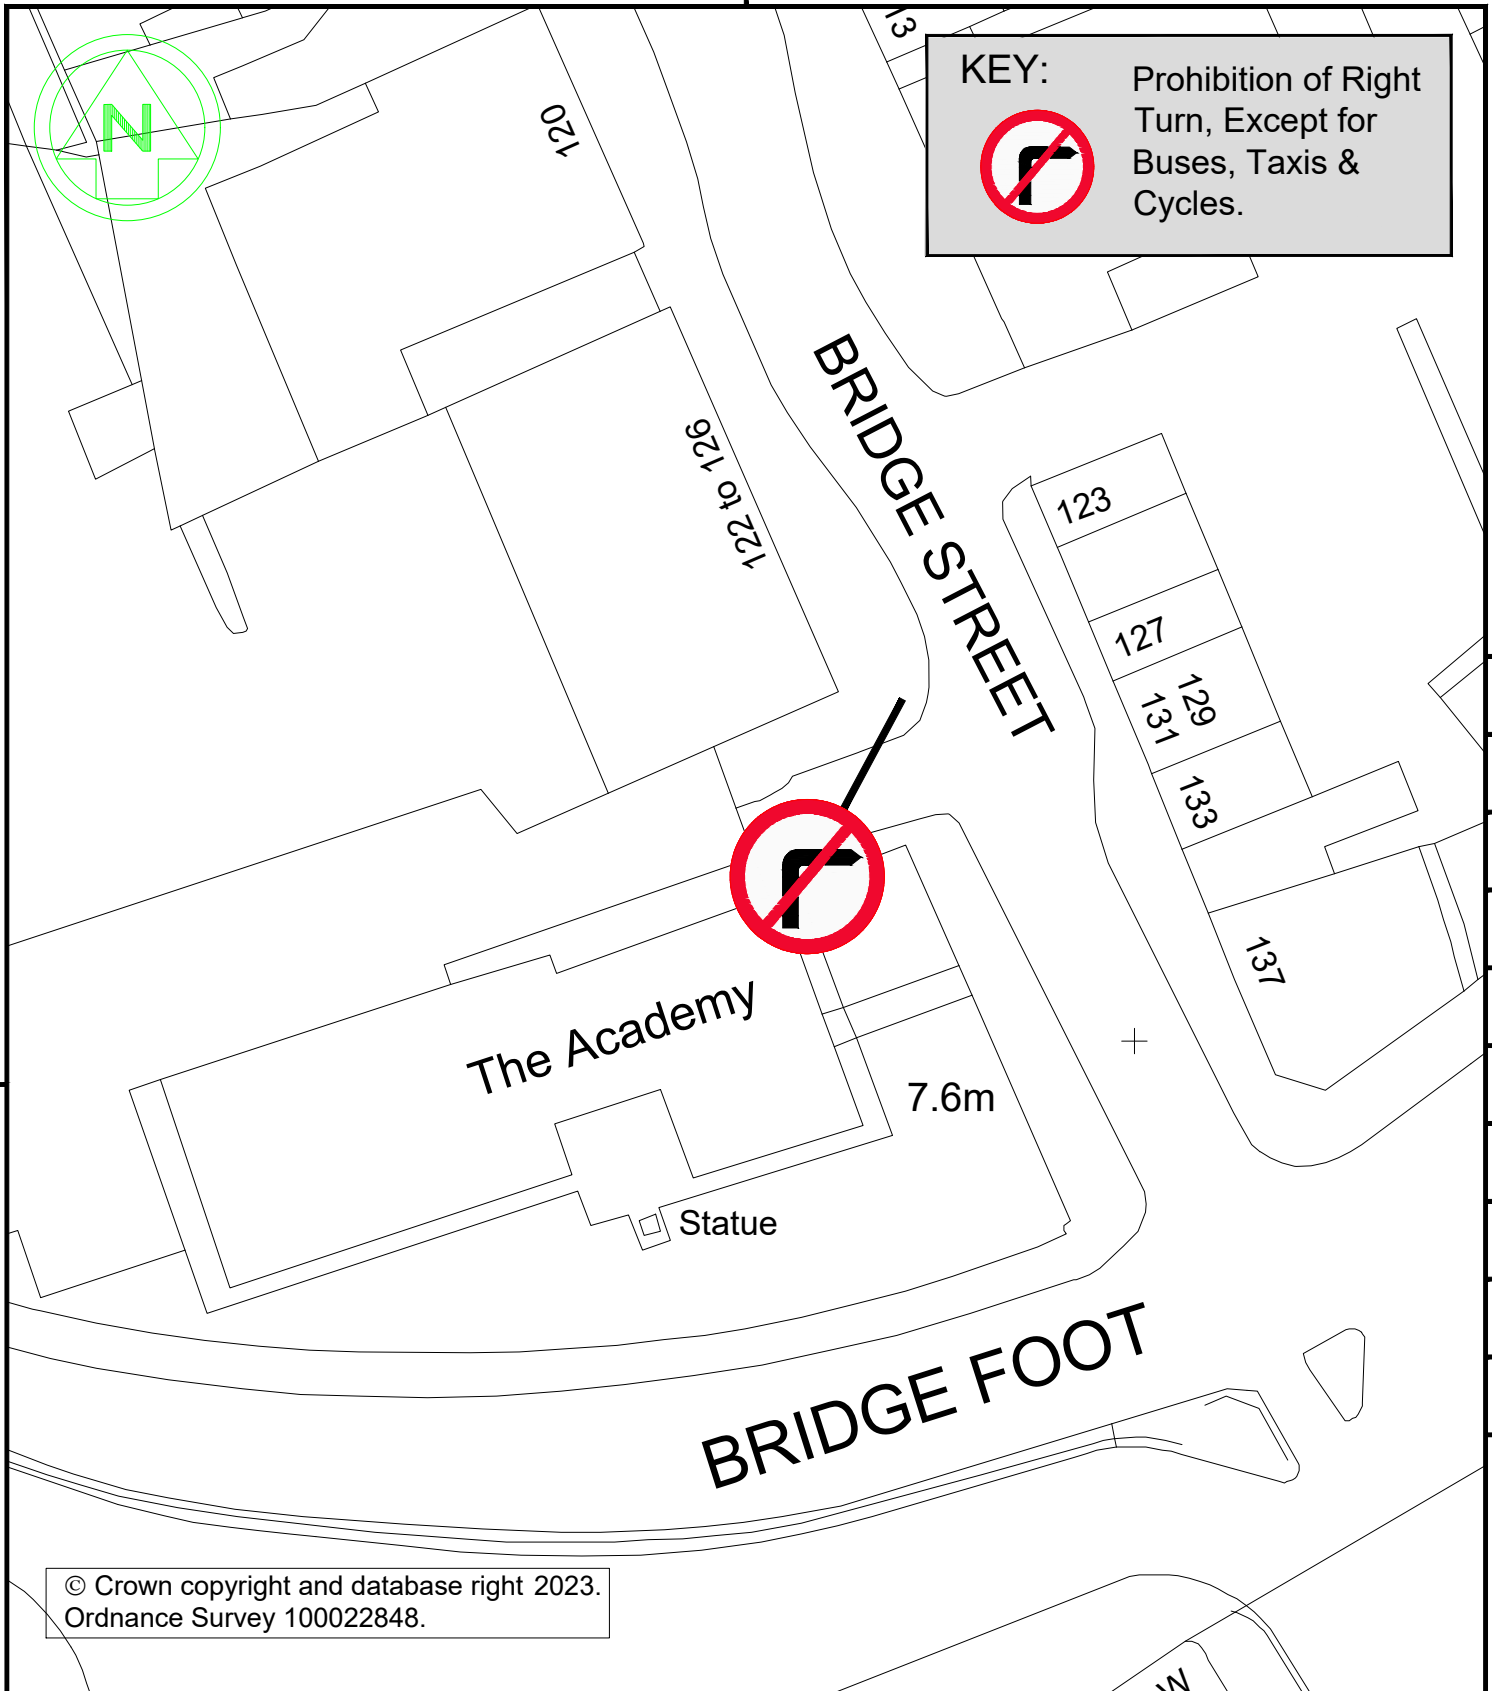 13
KEY:
Prohibition of Right
Turn, Except for
Buses, Taxis &
Cycles.
N
120
BRIDGE STREET
122 to 126
123
127
129
131
133
137
The Academy
7.6m
Statue
BRIDGE FOOT
© Crown copyright and database right 2023.
Ordnance Survey 100022848.
W